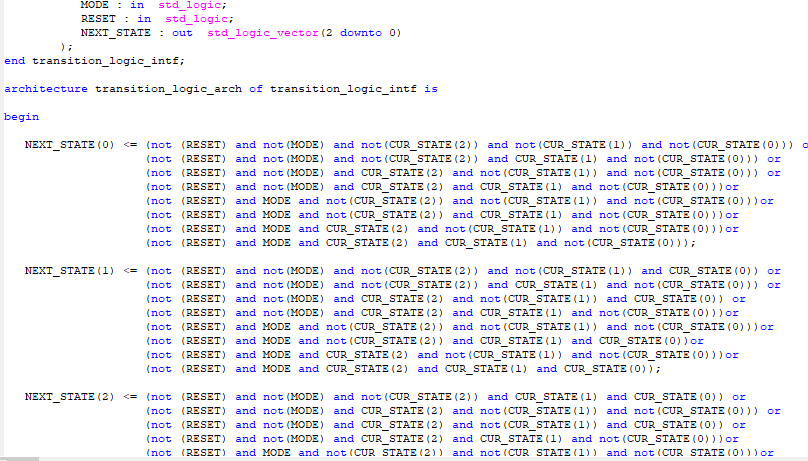 MODE : in std_logic;
RESET : in std_logic;
NEXT_STATE : out std_logic_vector(2 downto 0)
);
end transition_logic_intf;
architecture transition_logic_arch of transition_logic_intf is
begin
NEXT_STATE(0) <= (not (RESET) and not(MODE) and not(CUR_STATE(2)) and not(CUR_STATE(1)) and not(CUR_STATE(0))) o
(not (RESET) and not(MODE) and not(CUR_STATE(2)) and CUR_STATE(1) and not(CUR_STATE(0))) or
(not (RESET) and not(MODE) and CUR_STATE(2) and not(CUR_STATE(1)) and not(CUR_STATE(0))) or
(not (RESET) and not(MODE) and CUR_STATE(2) and CUR_STATE(1) and not(CUR_STATE(0)))or
(not (RESET) and MODE and not(CUR_STATE(2)) and not(CUR_STATE(1)) and not(CUR_STATE(0)))or
(not (RESET) and MODE and not(CUR_STATE(2)) and CUR_STATE(1) and not(CUR_STATE(0)))or
(not (RESET) and MODE and CUR_STATE(2) and not(CUR_STATE(1)) and not(CUR_STATE(0)))or
(not (RESET) and MODE and CUR_STATE(2) and CUR_STATE(1) and not(CUR_STATE(0)));
NEXT_STATE(1) <= (not (RESET) and not(MODE) and not(CUR_STATE(2)) and not(CUR_STATE(1)) and CUR_STATE(0)) or
(not (RESET) and not(MODE) and not(CUR_STATE(2)) and CUR_STATE(1) and not(CUR_STATE(0))) or
(not (RESET) and not(MODE) and CUR_STATE(2) and not(CUR_STATE(1)) and CUR_STATE(0)) or
(not (RESET) and not(MODE) and CUR_STATE(2) and CUR_STATE(1) and not(CUR_STATE(0)))or
(not (RESET) and MODE and not(CUR_STATE(2)) and not(CUR_STATE(1)) and not(CUR_STATE(0)))or
(not (RESET) and MODE and not(CUR_STATE(2)) and CUR_STATE(1) and CUR_STATE(0))or
(not (RESET) and MODE and CUR_STATE(2) and not(CUR_STATE(1)) and not(CUR_STATE(0)))or
(not (RESET) and MODE and CUR_STATE(2) and CUR_STATE(1) and CUR_STATE(0));
NEXT_STATE(2) <= (not (RESET) and not(MODE) and not(CUR_STATE(2)) and CUR_STATE(1) and CUR_STATE(0)) or
(not (RESET) and not(MODE) and CUR_STATE(2) and not(CUR_STATE(1)) and not(CUR_STATE(0))) or
(not (RESET) and not(MODE) and CUR_STATE(2) and not(CUR_STATE(1)) and CUR_STATE(0)) or
(not (RESET) and not(MODE) and CUR_STATE(2) and CUR_STATE(1) and not(CUR_STATE(0)))or
(not (RESET) and MODE and not(CUR_STATE(2)) and not(CUR_STATE(1)) and not(CUR_STATE(0)))or